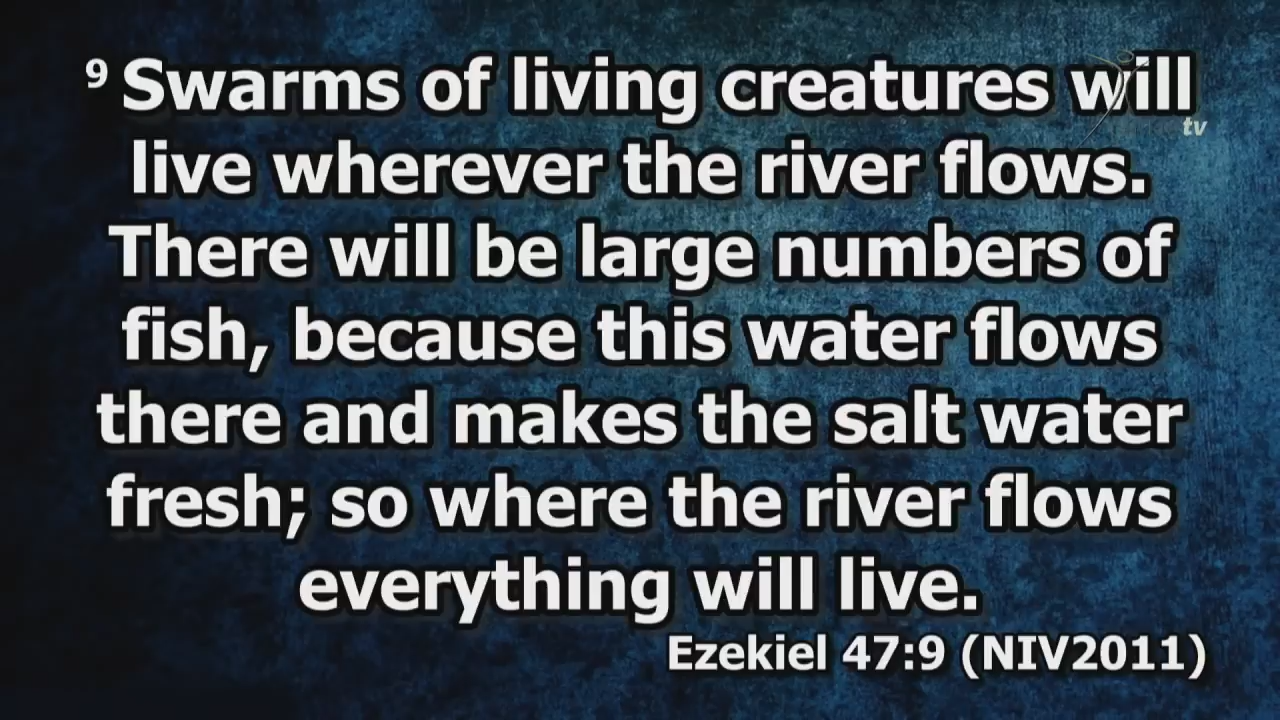 9 Swarms of living creatures will
live wherever the river flows.
There will be large numbers of
fish, because this water flows
there and makes the salt water
fresh; so where the river flows
everything will live.
Ezekiel 47:9 (NIV2011)
tv